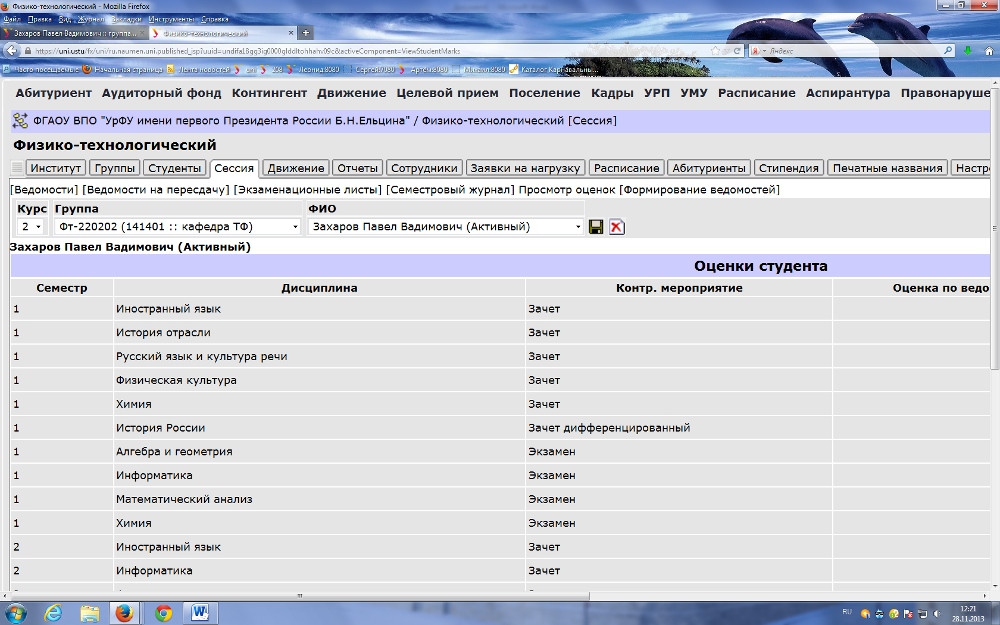 Физико-технологический - Mozilla Firefox
Файл Правка Вид Журнал Закладки Инструменты Справка
Захаров Павел Вадимович :: группа... Физико-технологический
https://uni.ustu/fx/uni/ru.naumen.uni.published_jsp?uuid=undifa18gg3ig0000glddltohhahv09c&activeComponent=ViewStudentMarks Яндекс
Часто посещаемые Начальная страница Лента новостей uni 208 Леонид:8080 Сергей:7080 Артем:8080 Михаил:8080 Каталог Карнавальны...
Абитуриент Аудиторный фонд Контингент Движение Целевой прием Поселение Кадры УРП УМУ Расписание Аспирантура Правонаруше
ФГАОУ ВПО "УрФУ имени первого Президента России Б.Н.Ельцина" / Физико-технологический [Сессия]
Физико-технологический
Институт Группы Студенты Сессия Движение Отчеты Сотрудники Заявки на нагрузку Расписание Абитуриенты Стипендия Печатные названия Настр
[Ведомости] [Ведомости на пересдачу] [Экзаменационные листы] [Семестровый журнал] Просмотр оценок [Формирование ведомостей]
Курс Группа ФИО
2 Фт-220202 (141401 :: кафедра ТФ) Захаров Павел Вадимович (Активный)
Захаров Павел Вадимович (Активный)
Оценки студента
Семестр Дисциплина Контр. мероприятие Оценка по ведо
1 Иностранный язык Зачет
1 История отрасли Зачет
1 Русский язык и культура речи Зачет
1 Физическая культура Зачет
1 Химия Зачет
1 История России Зачет дифференцированный
1 Алгебра и геометрия Экзамен
1 Информатика Экзамен
1 Математический анализ Экзамен
1 Химия Экзамен
2 Иностранный язык Зачет
2 Информатика Зачет
RU 12:21
28.11.2013